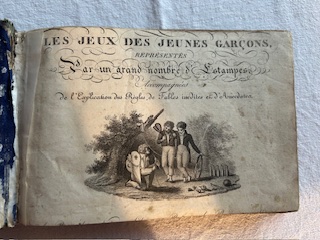 LES JEUX DES JEUNES GARÇONS,
REPRÉSENTÉS
Par un grand nombre d'Estampes,
Accompagnés
de l'Explication des Règles, de Fables inédites et d'Anecdotes